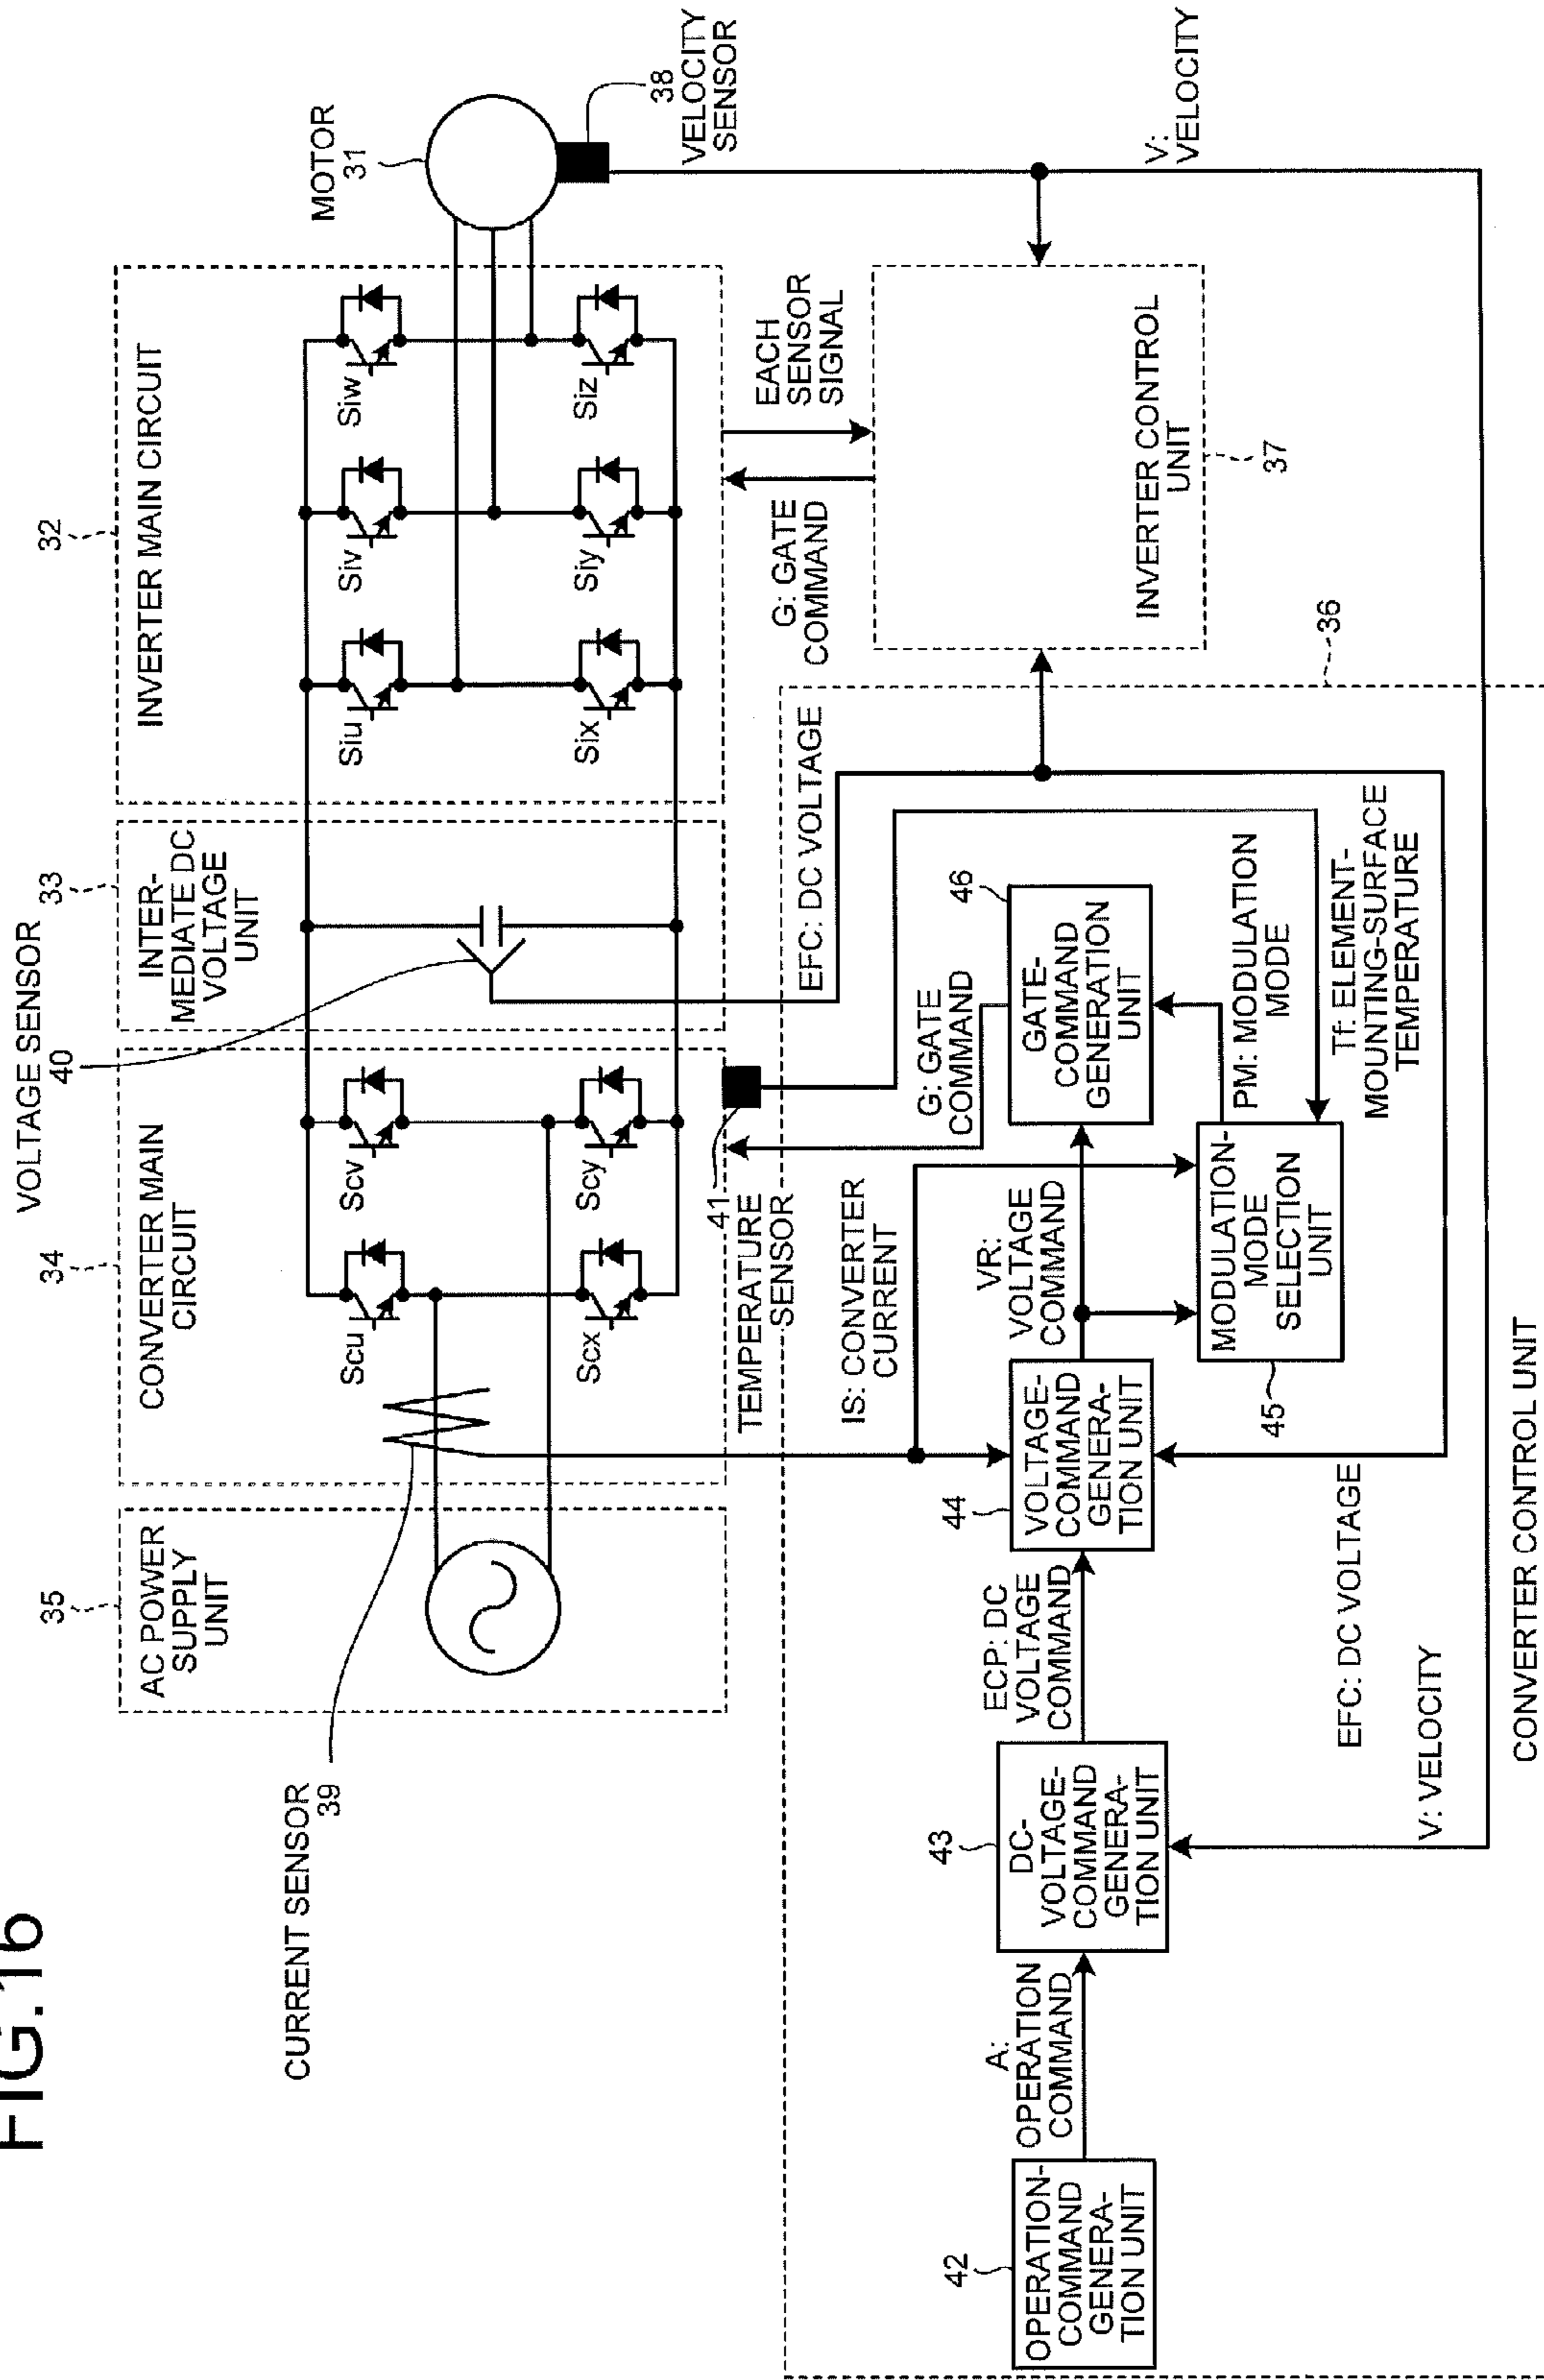 FIG.16
CURRENT SENSOR
39
35
AC POWER
SUPPLY
UNIT
34
CONVERTER MAIN
CIRCUIT
Scu
Scv
Scx
Scy
VOLTAGE SENSOR
40
33
INTER-
MEDIATE DC
VOLTAGE
UNIT
32
INVERTER MAIN CIRCUIT
Siu
Siv
Siw
Six
Siy
Siz
MOTOR
31
38
VELOCITY
SENSOR
41
TEMPERATURE
SENSOR
IS: CONVERTER
CURRENT
G: GATE
COMMAND
EFC: DC VOLTAGE
G: GATE
COMMAND
EACH
SENSOR
SIGNAL
INVERTER CONTROL
UNIT
37
V:
VELOCITY
36
42
OPERATION-
COMMAND
GENERA-
TION UNIT
A:
OPERATION
COMMAND
43
DC-
VOLTAGE-
COMMAND
GENERA-
TION UNIT
ECP: DC
VOLTAGE
COMMAND
44
VOLTAGE-
COMMAND
GENERA-
TION UNIT
VR:
VOLTAGE
COMMAND
46
GATE-
COMMAND
GENERATION
UNIT
45
MODULATION-
MODE
SELECTION
UNIT
PM: MODULATION
MODE
Tf: ELEMENT-
MOUNTING-SURFACE
TEMPERATURE
EFC: DC VOLTAGE
V: VELOCITY
CONVERTER CONTROL UNIT